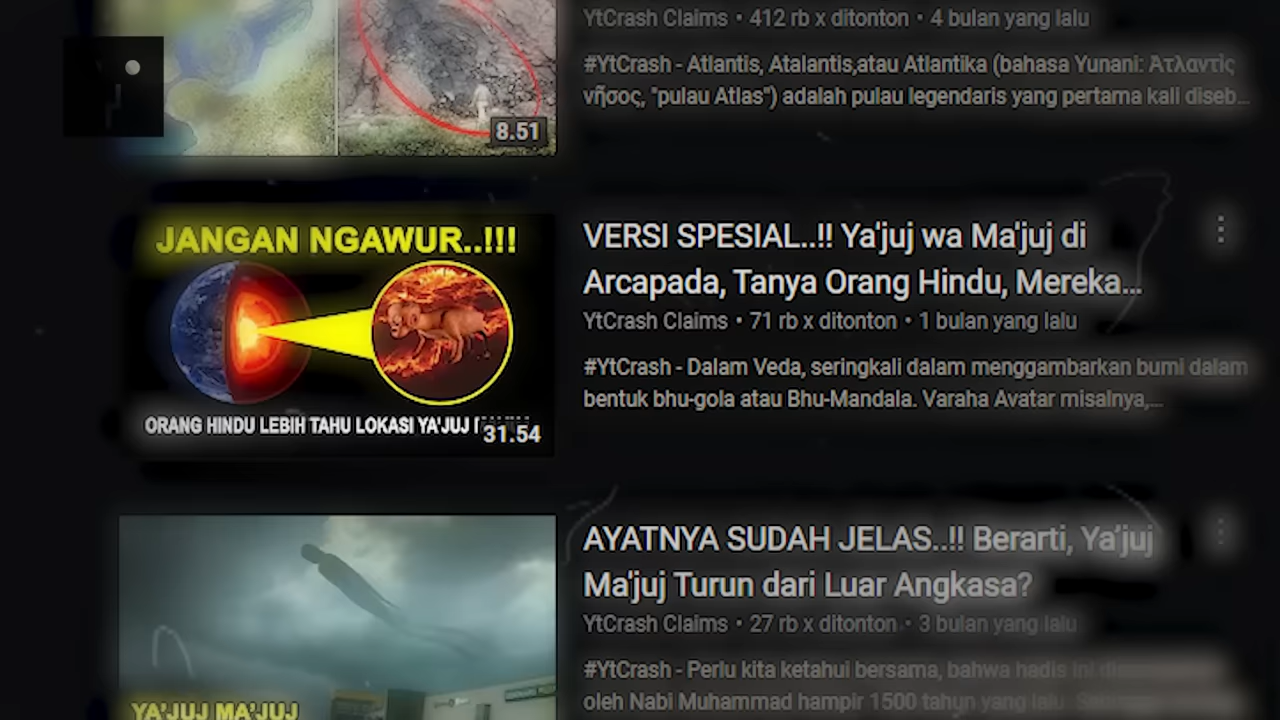 YtCrash Claims • 412 rb x ditonton • 4 bulan yang lalu
#YtCrash - Atlantis, Atalantis,atau Atlantika (bahasa Yunani: Ἀτλαντὶς
νῆσος, "pulau Atlas") adalah pulau legendaris yang pertama kali diseb...
8.51
JANGAN NGAWUR..!!!
ORANG HINDU LEBIH TAHU LOKASI YA'JUJ
31.54
VERSI SPESIAL..!! Ya'juj wa Ma'juj di
Arcapada, Tanya Orang Hindu, Mereka...
YtCrash Claims • 71 rb x ditonton • 1 bulan yang lalu
#YtCrash - Dalam Veda, seringkali dalam menggambarkan bumi dalam
bentuk bhu-gola atau Bhu-Mandala. Varaha Avatar misalnya,...
YA'JUJ MA'JUJ
AYATNYA SUDAH JELAS..!! Berarti, Ya'juj
Ma'juj Turun dari Luar Angkasa?
YtCrash Claims • 27 rb x ditonton • 3 bulan yang lalu
#YtCrash - Perlu kita ketahui bersama, bahwa hadis ini
oleh Nabi Muhammad hampir 1500 tahun yang lalu.